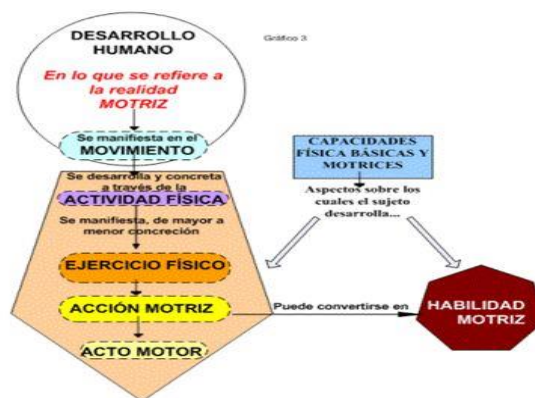 DESARROLLO
HUMANO
Gráfico 3
En lo que se refiere a
la realidad
MOTRIZ
Se manifiesta en el
MOVIMIENTO
Se desarrolla y concreta
a través de la
ACTIVIDAD FÍSICA
Se manifiesta, de mayor a
menor concreción
EJERCICIO FÍSICO
ACCIÓN MOTRIZ
ACTO MOTOR
CAPACIDADES
FÍSICA BÁSICAS Y
MOTRICES
Aspectos sobre los
cuales el sujeto
desarrolla...
Puede convertirse en
HABILIDAD
MOTRIZ